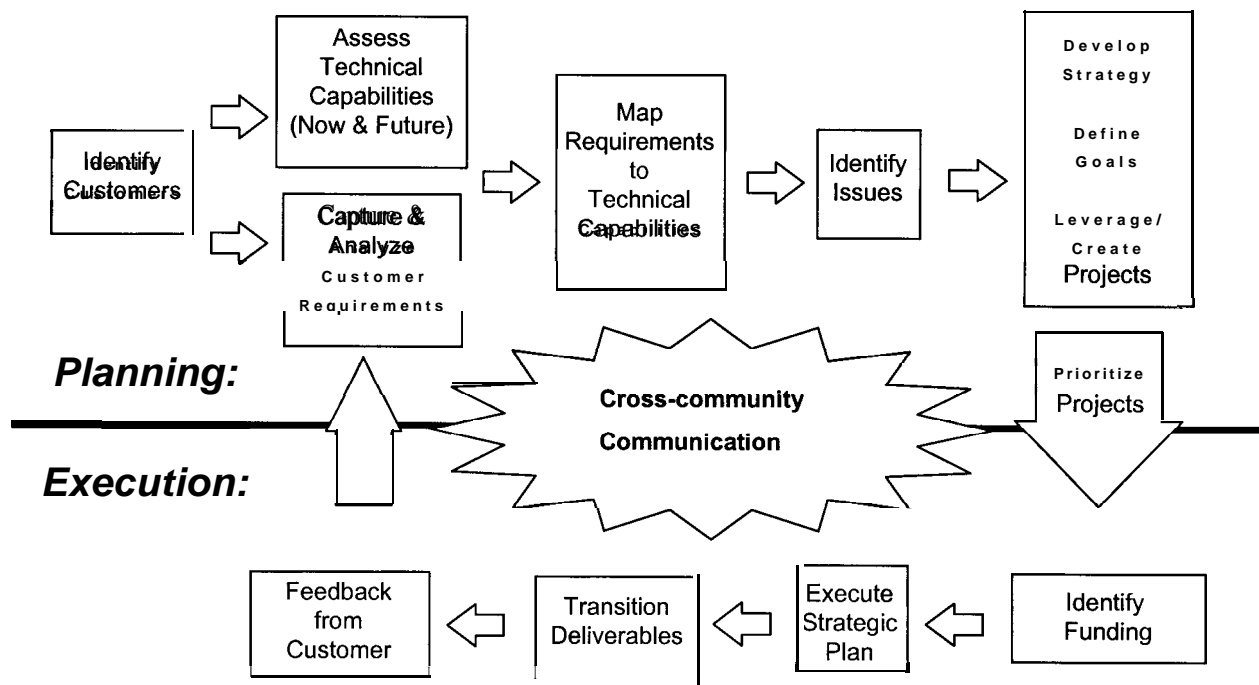 Assess
Technical
Capabilities
(Now & Future)
Identify
Customers
Capture &
Analyze
Customer
Requirements
Map
Requirements
to
Technical
Capabilities
Identify
Issues
Develop
Strategy
Define
Goals
Leverage/
Create
Projects
Planning:
Cross-community
Communication
Prioritize
Projects
Execution:
Feedback
from
Customer
Transition
Deliverables
Execute
Strategic
Plan
Identify
Funding